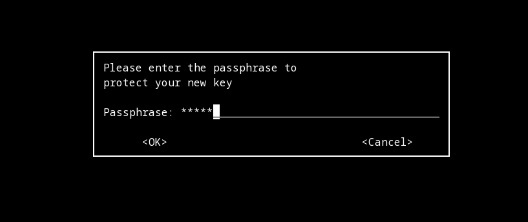 Please enter the passphrase to
protect your new key
Passphrase: *****
<OK> <Cancel>